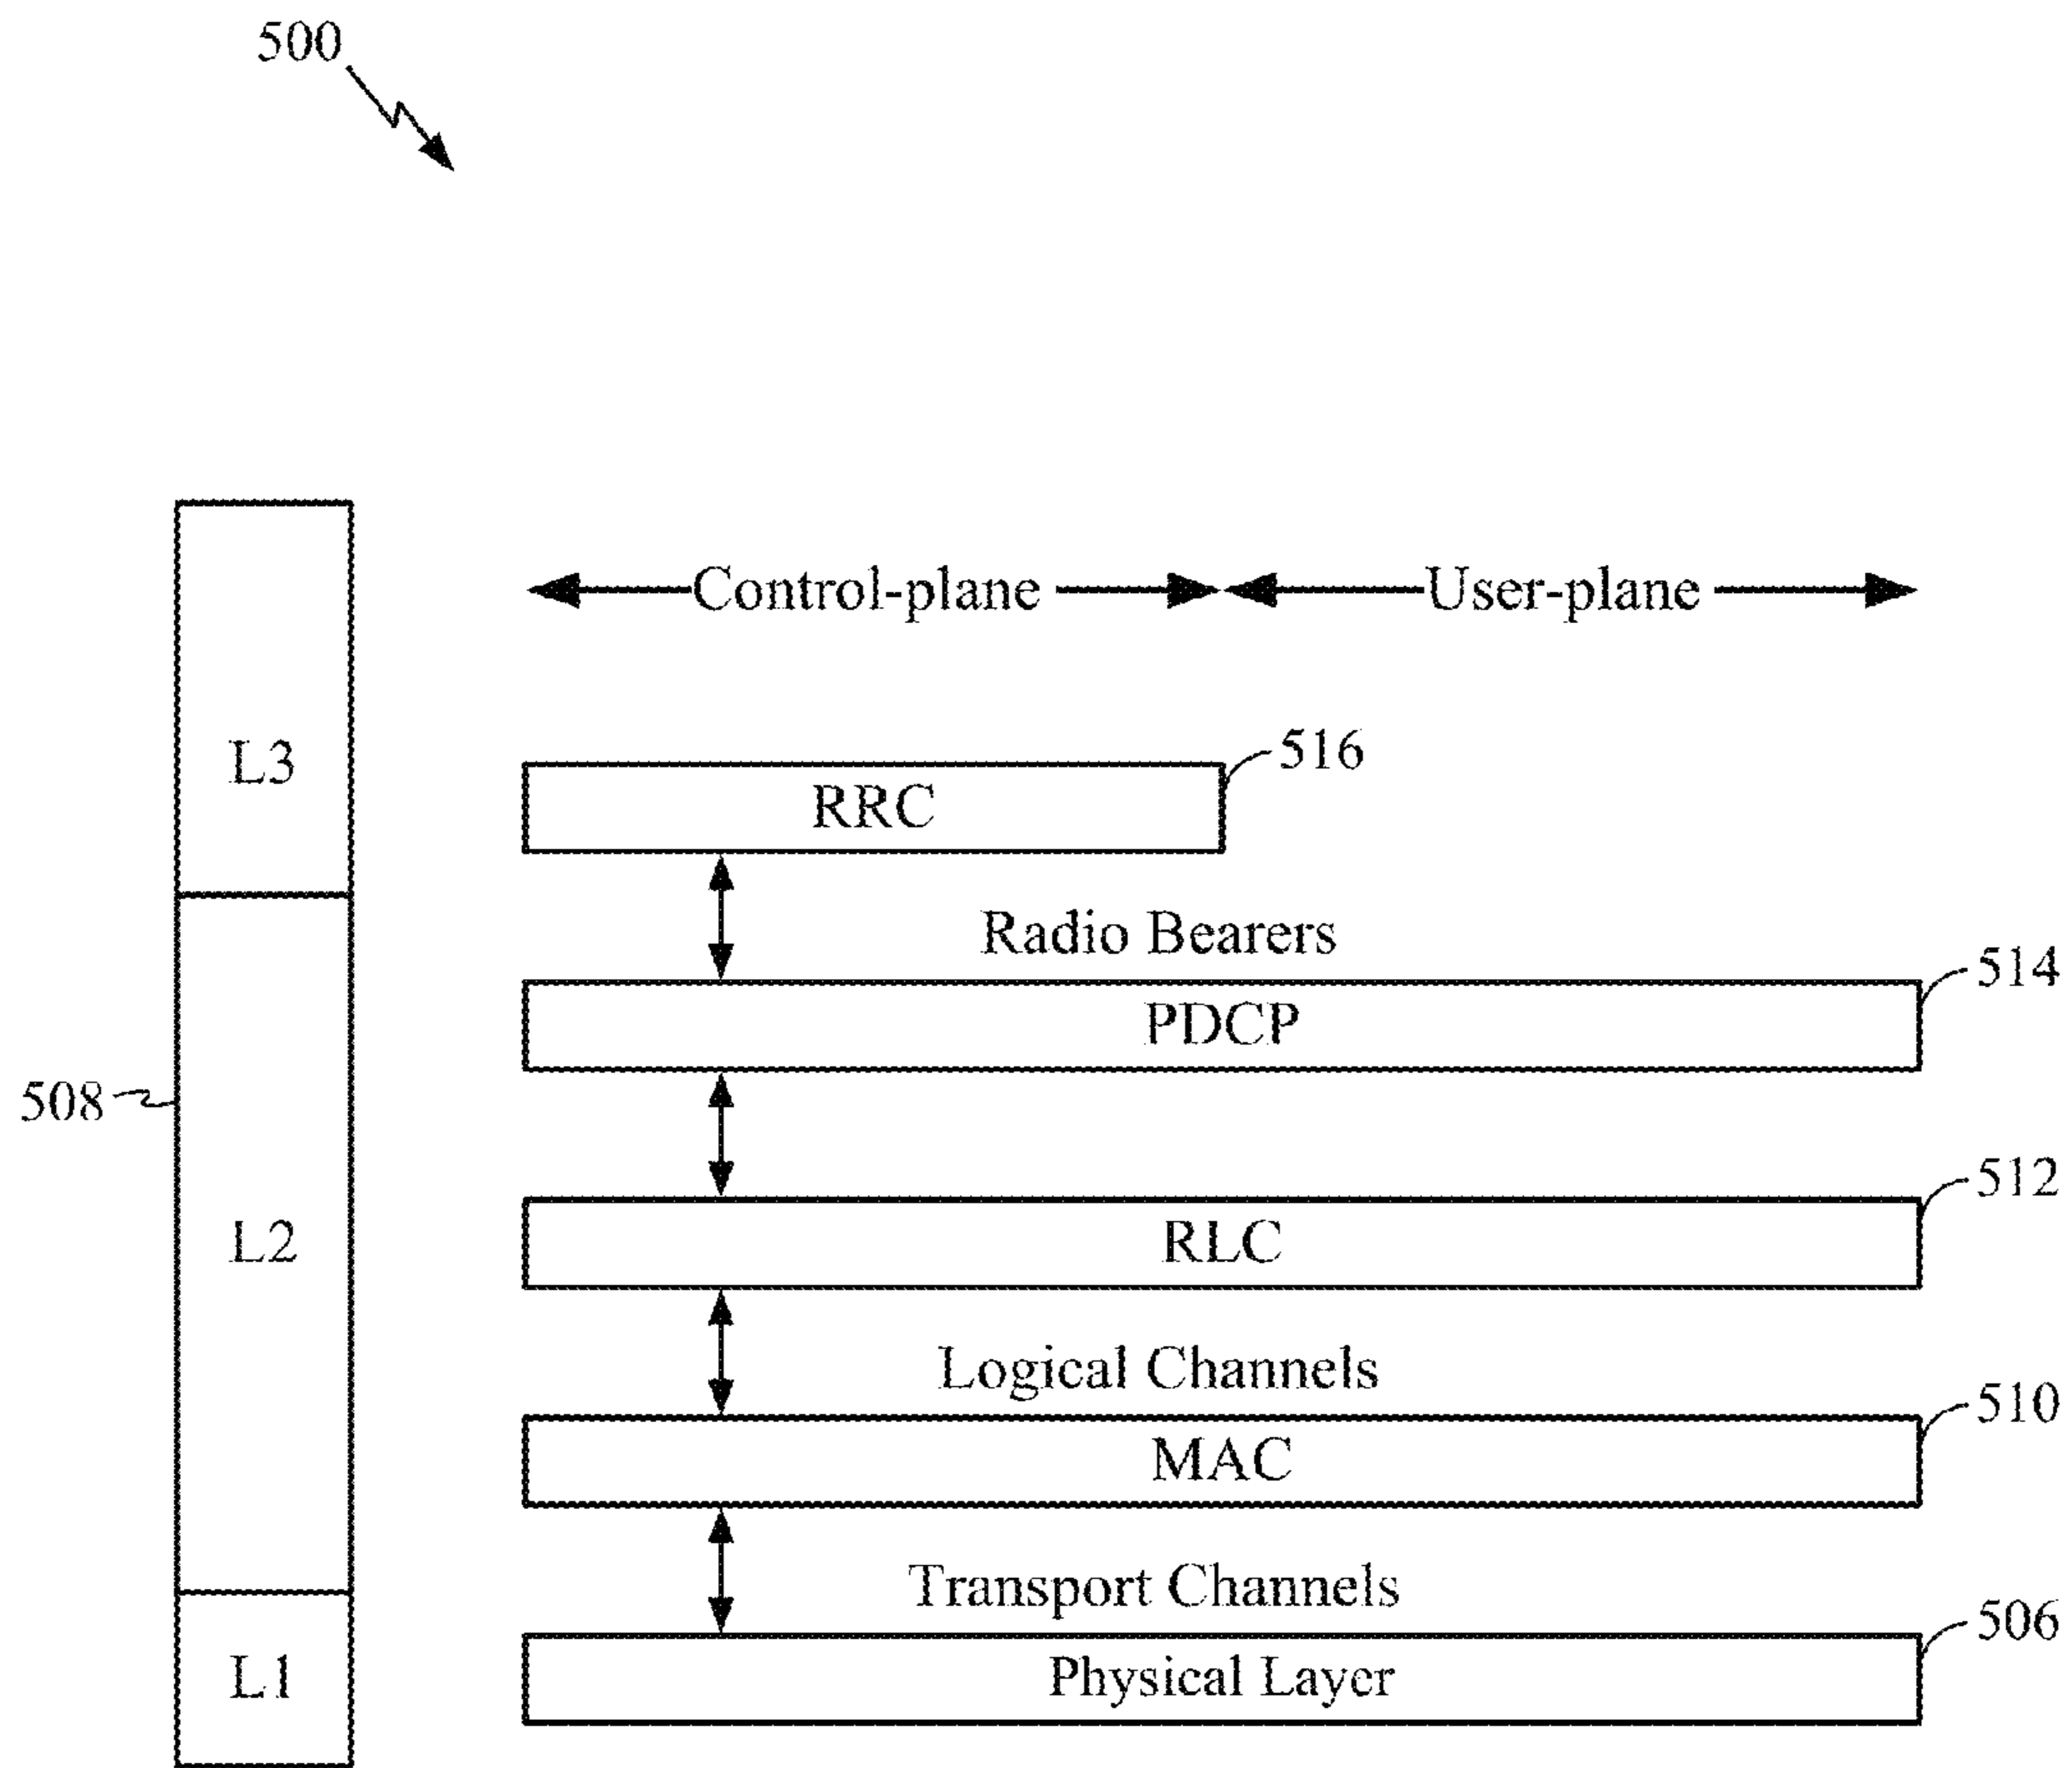 500
Control-plane
User-plane
L3
516
RRC
Radio Bearers
514
PDCP
508
512
L2
RLC
Logical Channels
510
MAC
Transport Channels
506
L1
Physical Layer